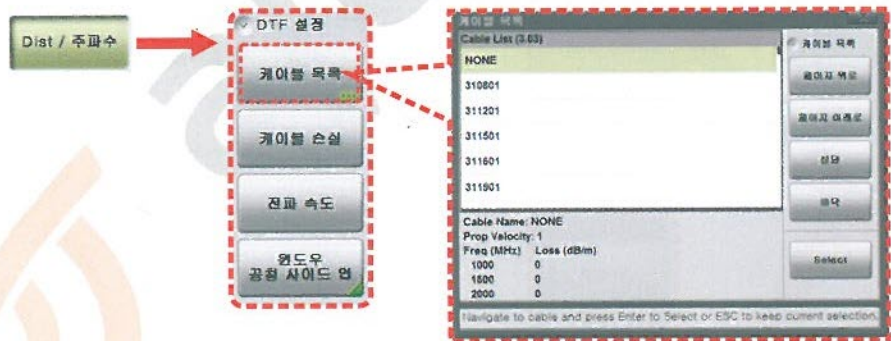 Dist / 주파수
DTF 설정
케이블 목록
케이블 손실
전파 속도
윈도우
공칭 사이드 엽
케이블 목록
Cable List (3.03)
NONE
310801
311201
311501
311601
311901
Cable Name: NONE
Prop Velocity: 1
Freq (MHz) Loss (dB/m)
1000 0
1500 0
2000 0
케이블 목록
페이지 위로
페이지 아래로
상단
바닥
Select
Navigate to cable and press Enter to Select or ESC to keep current selection.